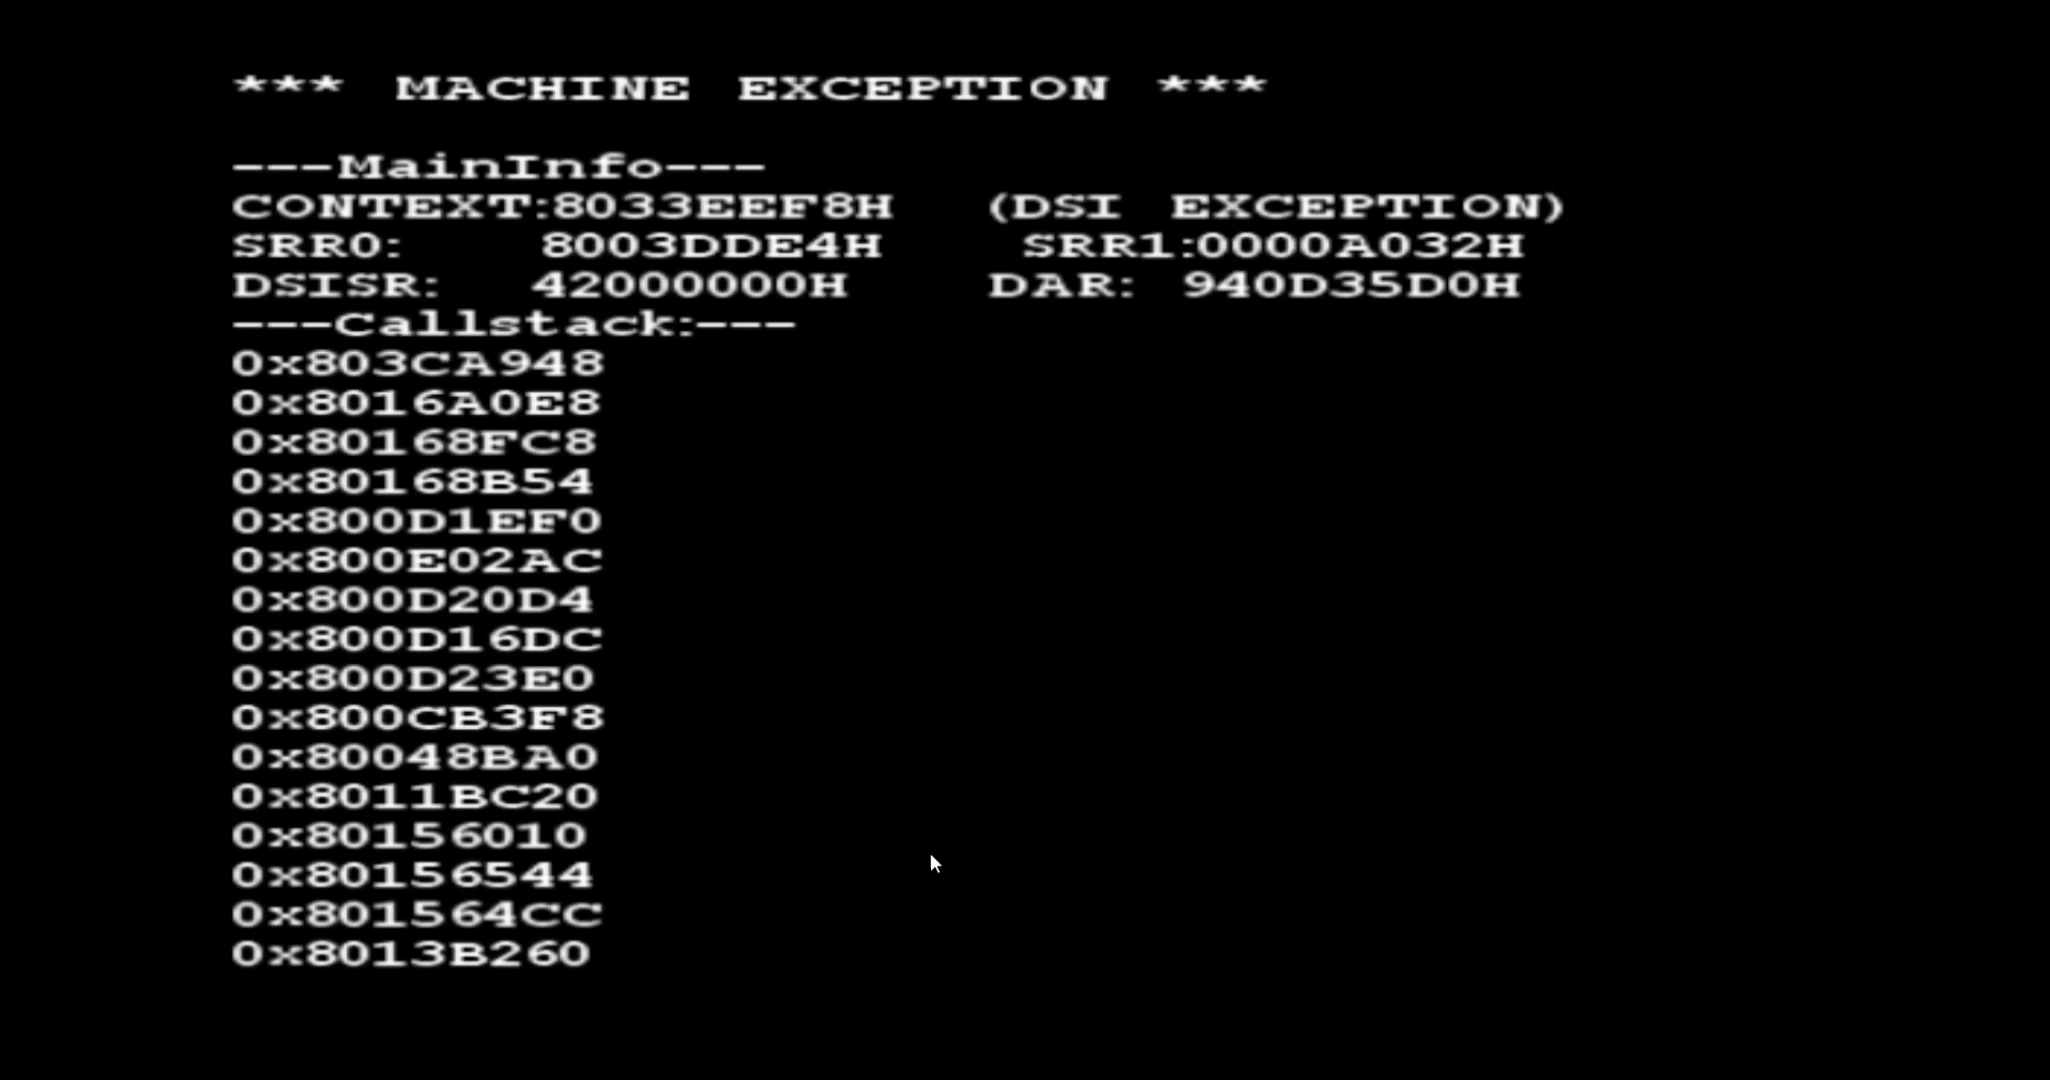 *** MACHINE EXCEPTION ***
---MainInfo---
CONTEXT:8033EEF8H (DSI EXCEPTION)
SRR0: 8003DDE4H SRR1:0000A032H
DSISR: 42000000H DAR: 940D35D0H
---Callstack:---
0x803CA948
0x8016A0E8
0x80168FC8
0x80168B54
0x800D1EF0
0x800E02AC
0x800D20D4
0x800D16DC
0x800D23E0
0x800CB3F8
0x80048BA0
0x8011BC20
0x80156010
0x80156544
0x801564CC
0x8013B260